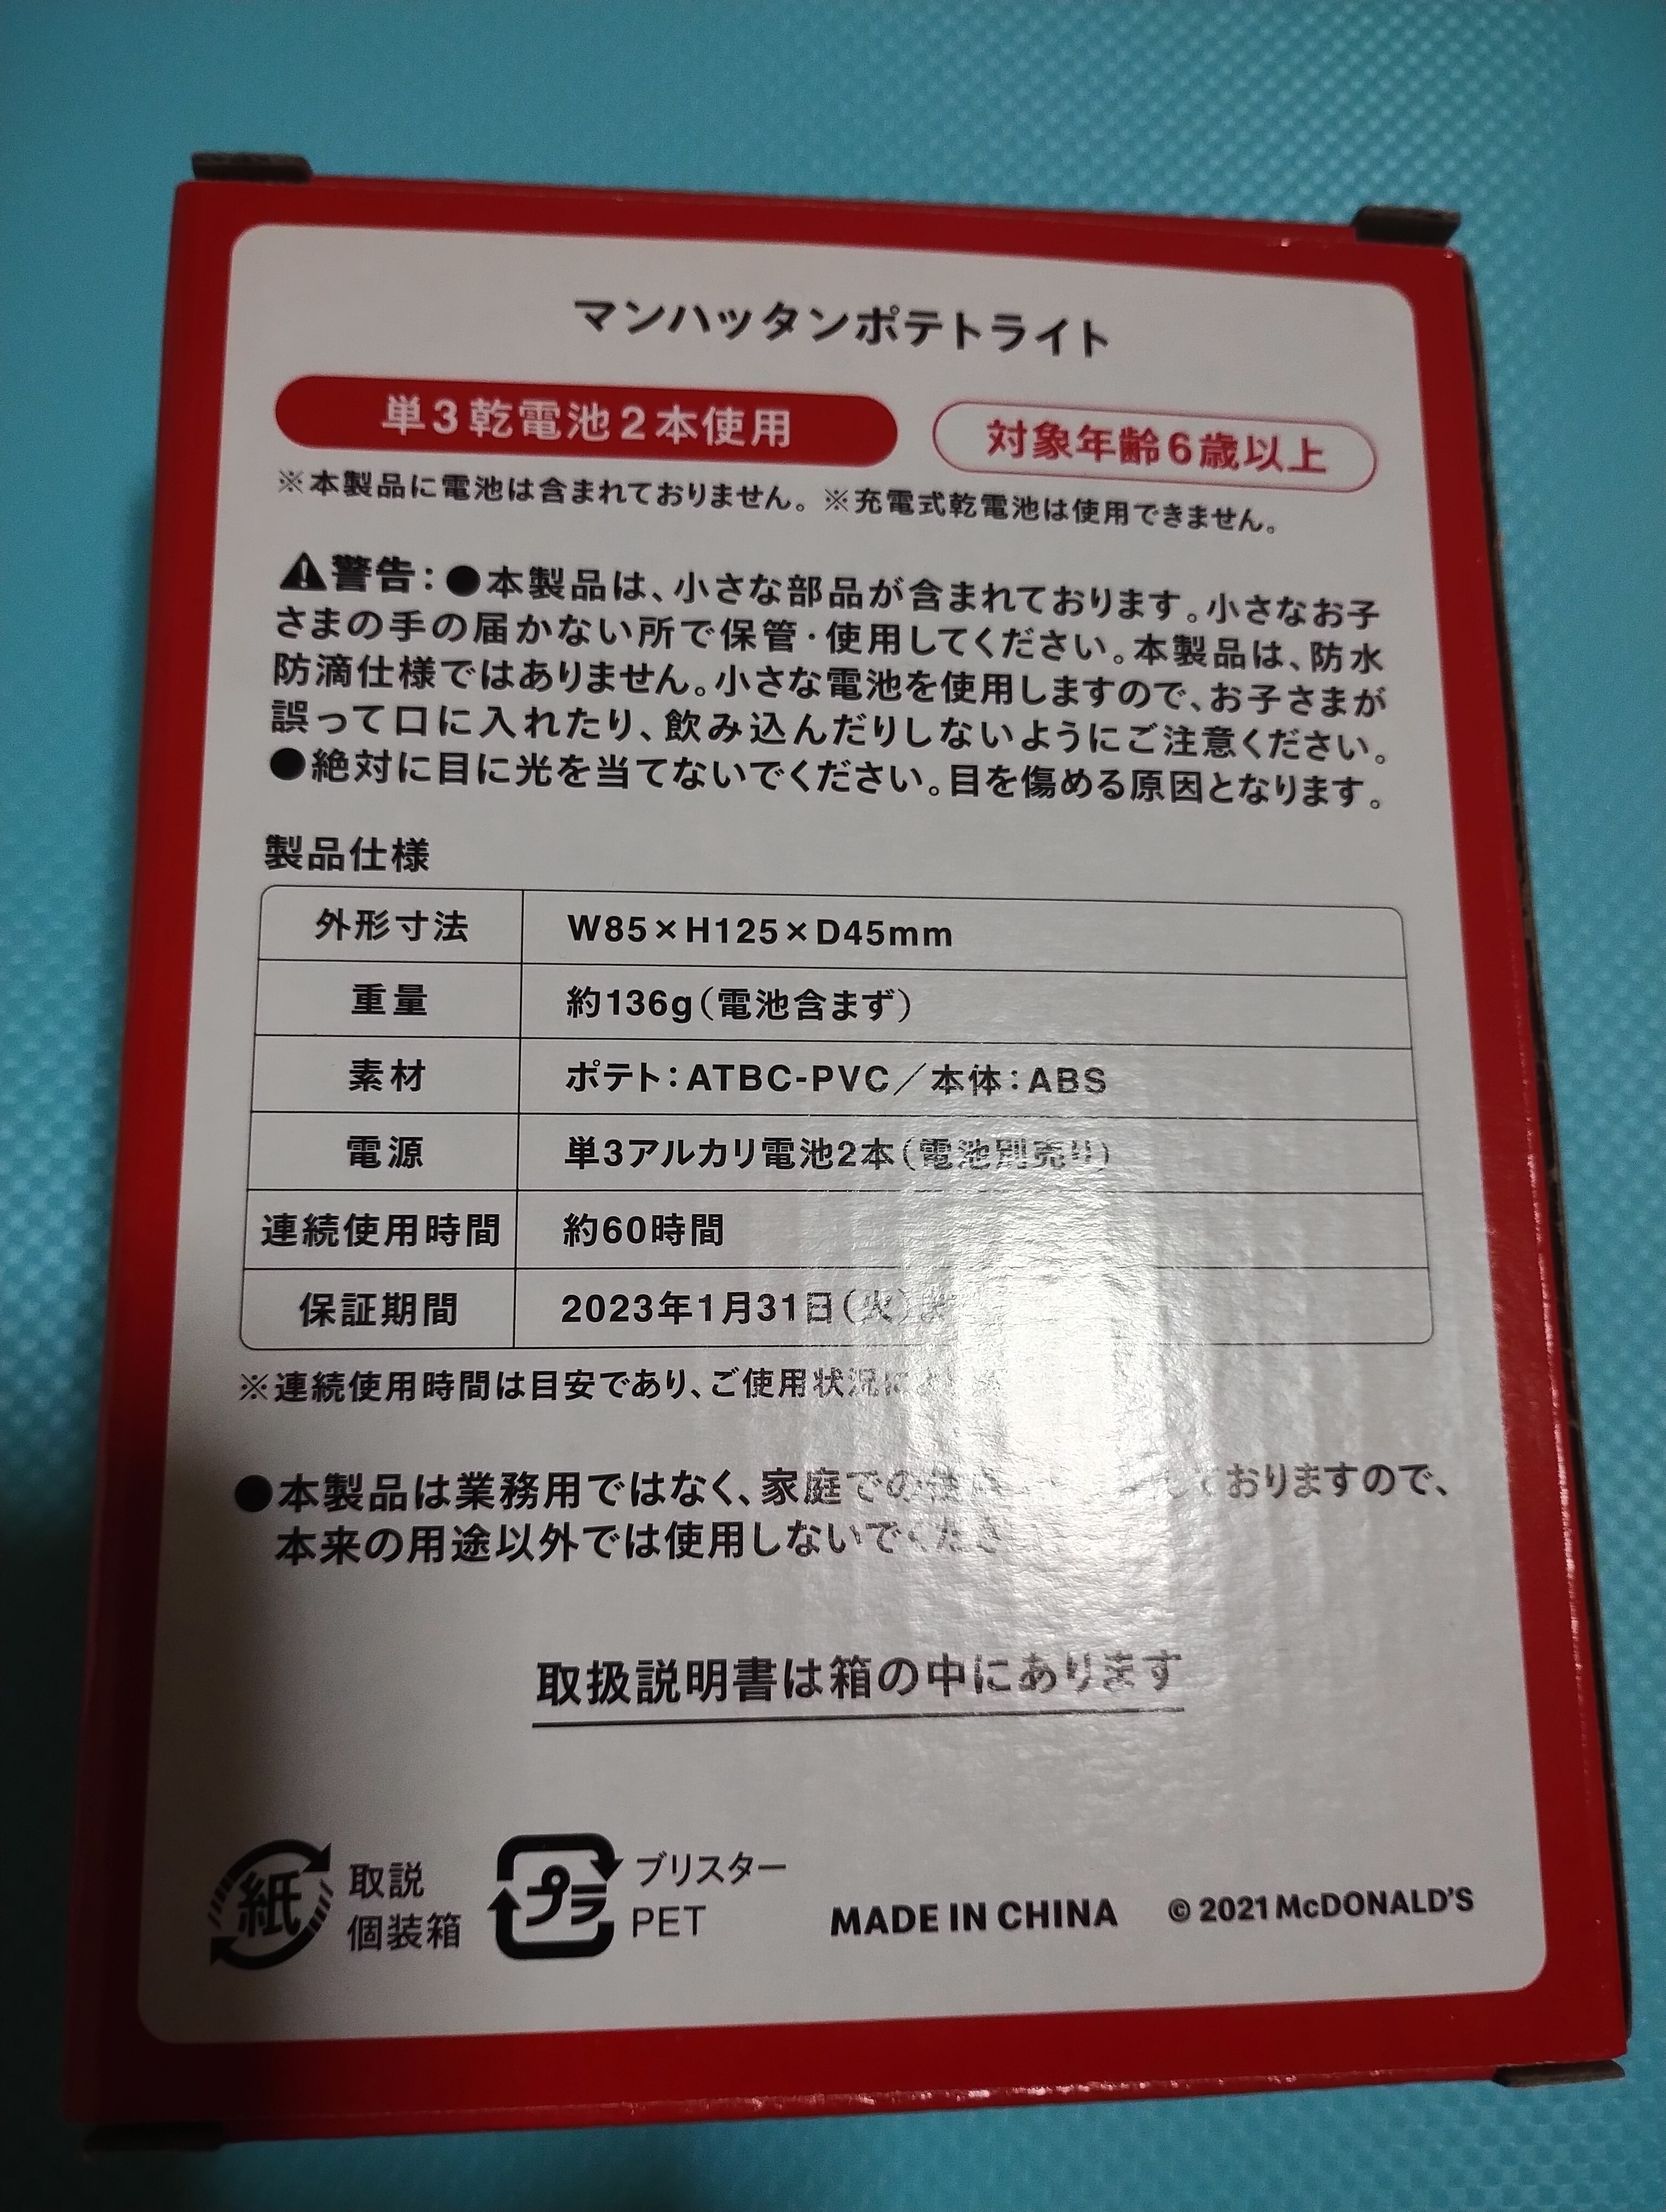 マンハッタンポテトライト
単3乾電池2本使用 対象年齢6歳以上
※本製品に電池は含まれておりません。※充電式乾電池は使用できません。
警告:●本製品は、小さな部品が含まれております。小さなお子
さまの手の届かない所で保管・使用してください。本製品は、防水
防滴仕様ではありません。小さな電池を使用しますので、お子さまが
誤って口に入れたり、飲み込んだりしないようにご注意ください。
●絶対に目に光を当てないでください。目を傷める原因となります。
製品仕様
外形寸法 W85×H125×D45mm
重量 約136g(電池含まず)
素材 ポテト:ATBC-PVC/本体:ABS
電源 単3アルカリ電池2本(電池別売り)
連続使用時間 約60時間
保証期間 2023年1月31日(火)
※連続使用時間は目安であり、ご使用状況に
●本製品は業務用ではなく、家庭での ておりますので、
本来の用途以外では使用しないでくださ
取扱説明書は箱の中にあります
紙 取説 個装箱
プラ ブリスター PET
MADE IN CHINA © 2021 McDONALD'S